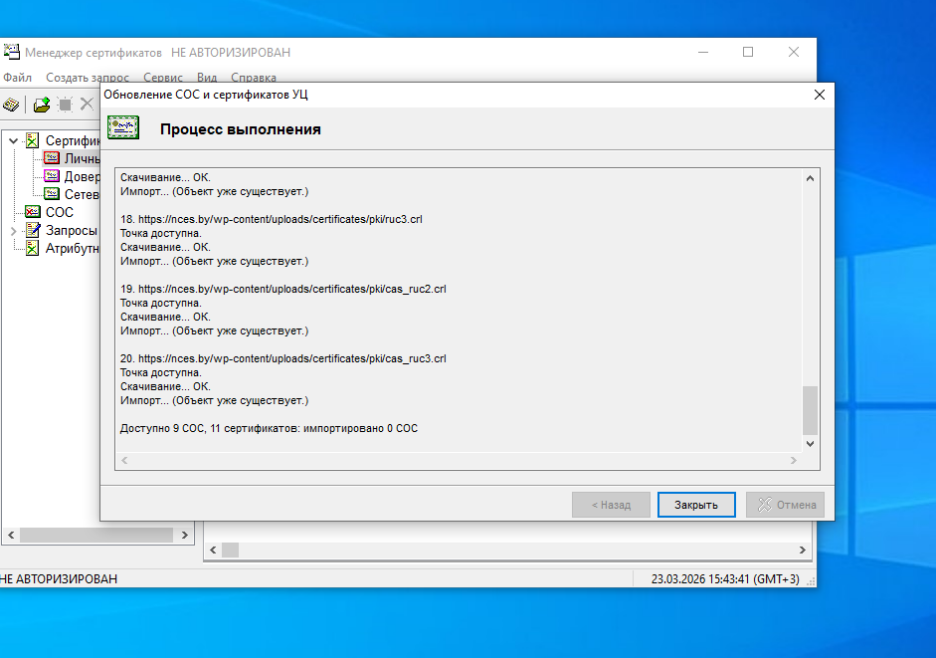 Менеджер сертификатов НЕ АВТОРИЗИРОВАН
Файл Создать запрос Сервис Вид Справка
Обновление СОС и сертификатов УЦ
Процесс выполнения
Скачивание... ОК.
Импорт... (Объект уже существует.)
18. https://nces.by/wp-content/uploads/certificates/pki/ruc3.crl
Точка доступна.
Скачивание... ОК.
Импорт... (Объект уже существует.)
19. https://nces.by/wp-content/uploads/certificates/pki/cas_ruc2.crl
Точка доступна.
Скачивание... ОК.
Импорт... (Объект уже существует.)
20. https://nces.by/wp-content/uploads/certificates/pki/cas_ruc3.crl
Точка доступна.
Скачивание... ОК.
Импорт... (Объект уже существует.)
Доступно 9 СОС, 11 сертификатов: импортировано 0 СОС
< Назад Закрыть Отмена
Сертифик
Личны
Довер
Сетев
СОС
Запросы
Атрибутн
НЕ АВТОРИЗИРОВАН
23.03.2026 15:43:41 (GMT+3)